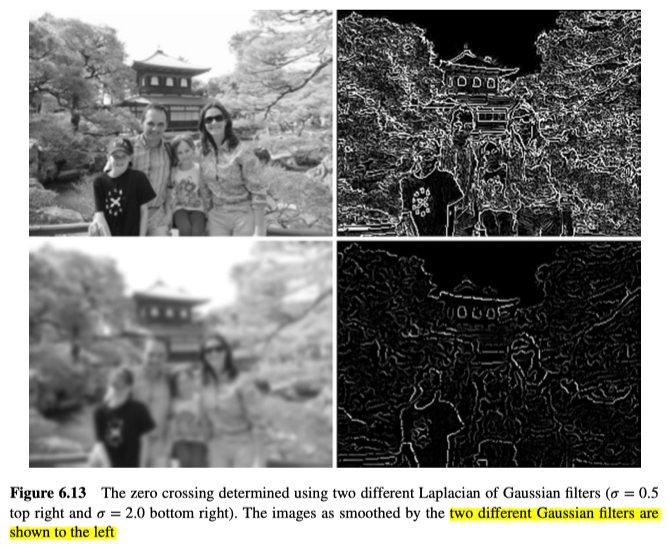 Figure 6.13 The zero crossing determined using two different Laplacian of Gaussian filters (σ = 0.5
top right and σ = 2.0 bottom right). The images as smoothed by the two different Gaussian filters are
shown to the left